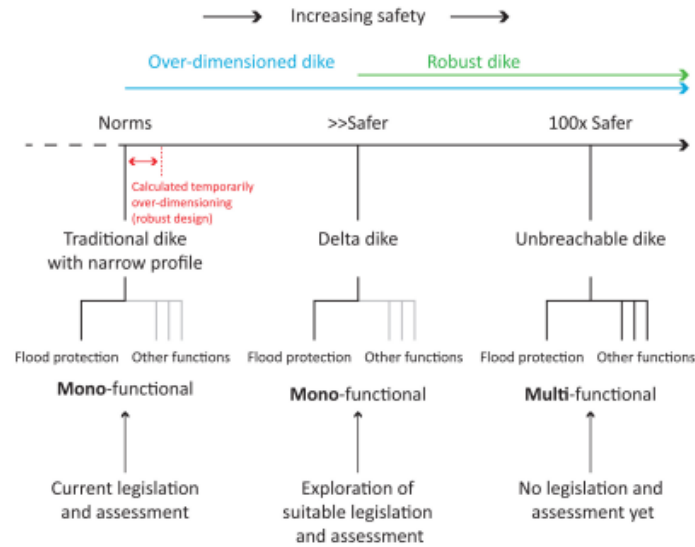 Increasing safety
Over-dimensioned dike
Robust dike
Norms
>>Safer
100x Safer
Calculated temporarily
over-dimensioning
(robust design)
Traditional dike
with narrow profile
Delta dike
Unbreachable dike
Flood protection
Other functions
Flood protection
Other functions
Flood protection
Other functions
Mono-functional
Mono-functional
Multi-functional
Current legislation
and assessment
Exploration of
suitable legislation
and assessment
No legislation and
assessment yet